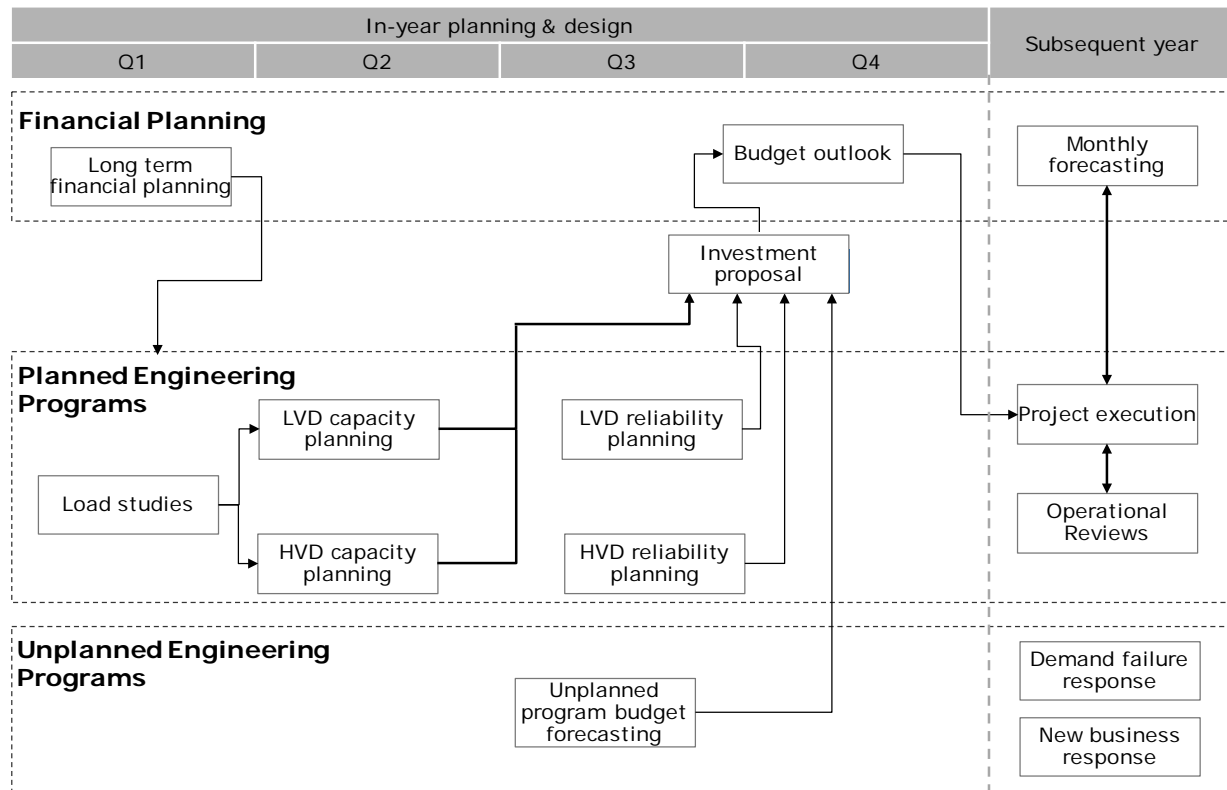 In-year planning & design
Subsequent year
Q1
Q2
Q3
Q4
Financial Planning
Long term
financial planning
Budget outlook
Monthly
forecasting
Investment
proposal
Planned Engineering
Programs
LVD capacity
planning
LVD reliability
planning
Project execution
Load studies
HVD capacity
planning
HVD reliability
planning
Operational
Reviews
Unplanned Engineering
Programs
Unplanned
program budget
forecasting
Demand failure
response
New business
response